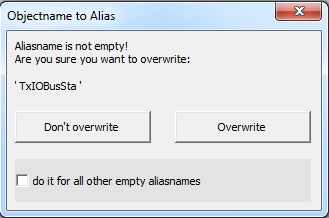 Objectname to Alias
Aliasname is not empty!
Are you sure you want to overwrite:
' TxIOBusSta '
Don't overwrite
Overwrite
do it for all other empty aliasnames